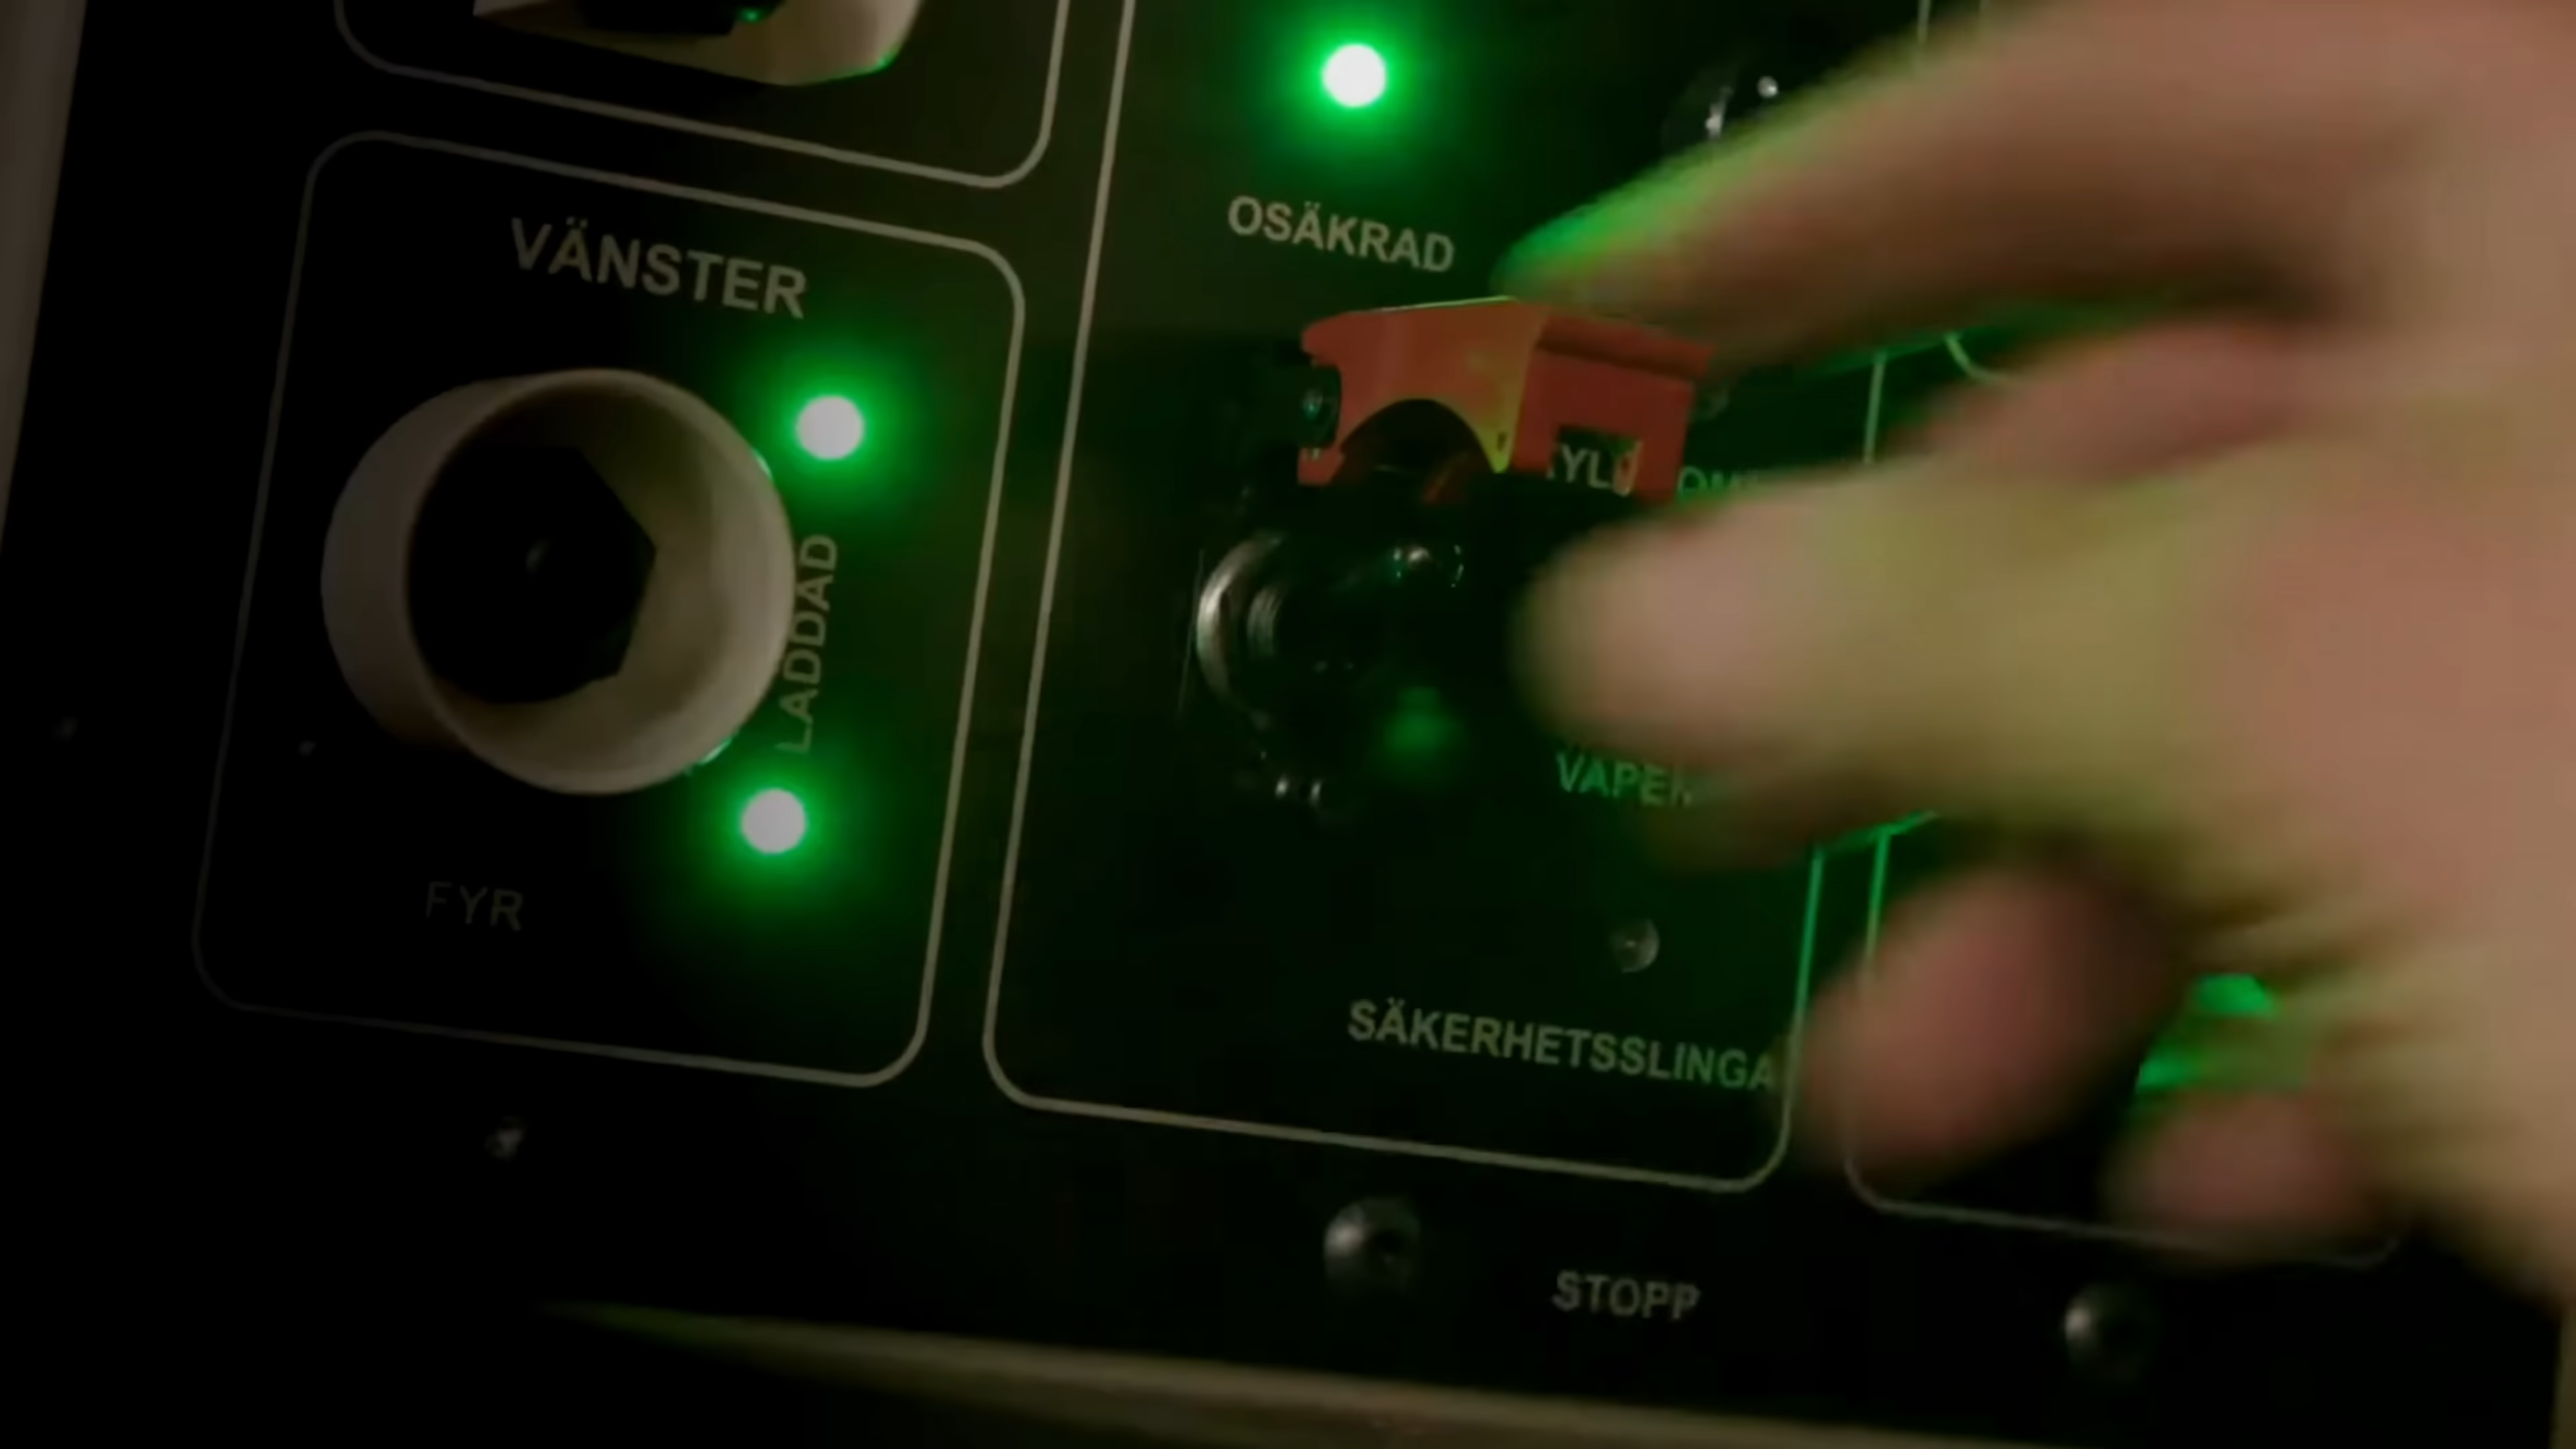 VÄNSTER
LADDAD
FYR
OSÄKRAD
SÄKERHETSSLINGA
STOPP